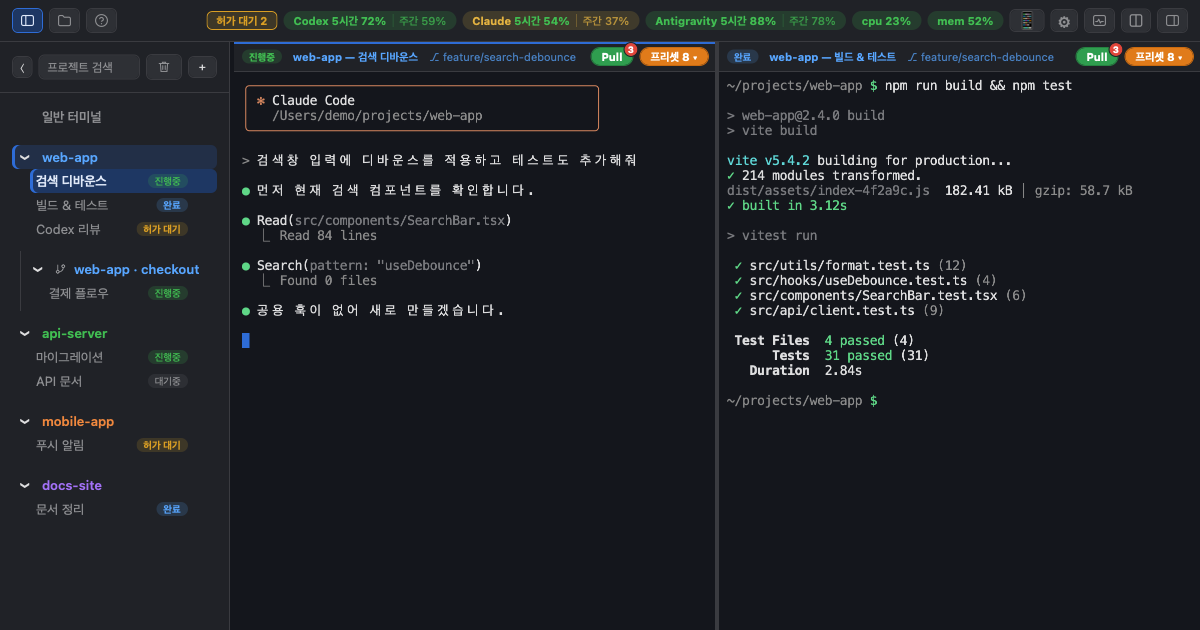 허가 대기 2 Codex 5시간 72% 주간 59% Claude 5시간 54% 주간 37% Antigravity 5시간 88% 주간 78% cpu 23% mem 52%
프로젝트 검색 +
일반 터미널
web-app
검색 디바운스 진행중
빌드 & 테스트 완료
Codex 리뷰 허가 대기
web-app · checkout
결제 플로우 진행중
api-server
마이그레이션 진행중
API 문서 대기중
mobile-app
푸시 알림 허가 대기
docs-site
문서 정리 완료
진행중 web-app — 검색 디바운스 feature/search-debounce Pull 3 프리셋 8 ▾
* Claude Code
/Users/demo/projects/web-app
> 검색창 입력에 디바운스를 적용하고 테스트도 추가해줘
● 먼저 현재 검색 컴포넌트를 확인합니다.
● Read(src/components/SearchBar.tsx)
⎿ Read 84 lines
● Search(pattern: "useDebounce")
⎿ Found 0 files
● 공용 훅이 없어 새로 만들겠습니다.
완료 web-app — 빌드 & 테스트 feature/search-debounce Pull 3 프리셋 8 ▾
~/projects/web-app $ npm run build && npm test
> web-app@2.4.0 build
> vite build
vite v5.4.2 building for production...
✓ 214 modules transformed.
dist/assets/index-4f2a9c.js 182.41 kB │ gzip: 58.7 kB
✓ built in 3.12s
> vitest run
✓ src/utils/format.test.ts (12)
✓ src/hooks/useDebounce.test.ts (4)
✓ src/components/SearchBar.test.tsx (6)
✓ src/api/client.test.ts (9)
Test Files 4 passed (4)
Tests 31 passed (31)
Duration 2.84s
~/projects/web-app $